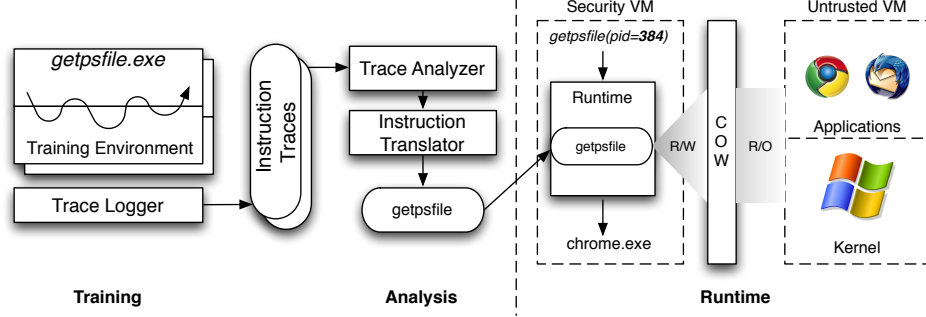 getpsfile.exe
Training Environment
Trace Logger
Training
Instruction
Traces
Trace Analyzer
Instruction
Translator
getpsfile
Analysis
Security VM
getpsfile(pid=384)
Runtime
getpsfile
chrome.exe
R/W
C
O
W
R/O
Untrusted VM
Applications
Kernel
Runtime